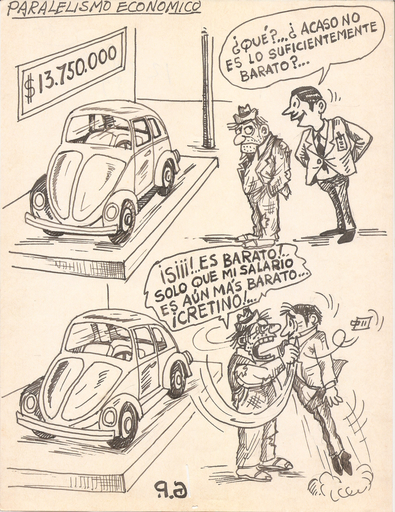 PARALELISMO ECONOMICO
$13.750.000
¿QUÉ?...¿ACASO NO
ES LO SUFICIENTEMENTE
BARATO?...
¡SIII!..ES BARATO!..
SOLO QUE MI SALARIO
ES AÚN MÁS BARATO...
¡CRETINO!...